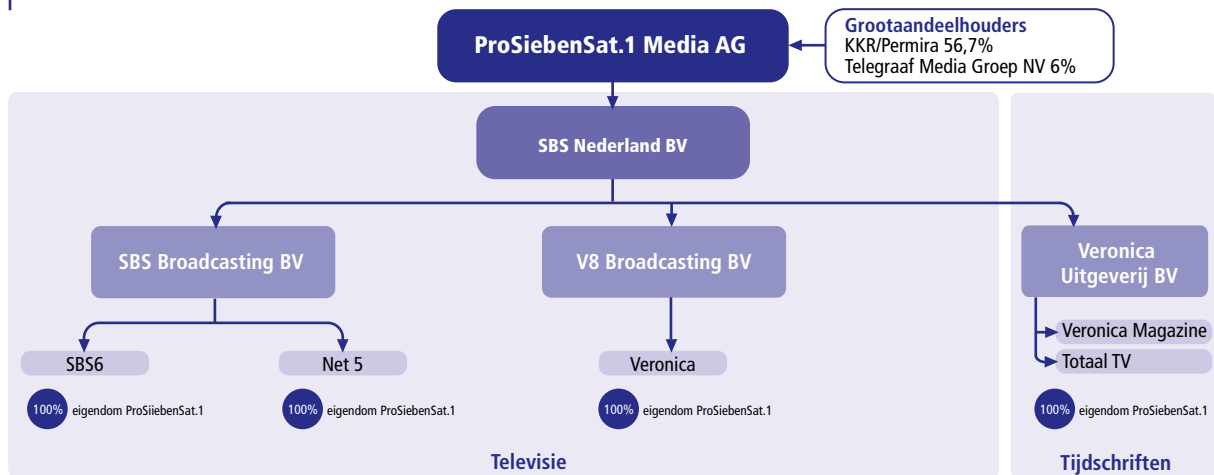 ProSiebenSat.1 Media AG
Grootaandeelhouders
KKR/Permira 56,7%
Telegraaf Media Groep NV 6%
SBS Nederland BV
SBS Broadcasting BV
V8 Broadcasting BV
Veronica
Uitgeverij BV
SBS6
Net 5
Veronica
Veronica Magazine
Totaal TV
100% eigendom ProSiiebenSat.1
100% eigendom ProSiebenSat.1
100% eigendom ProSiebenSat.1
100% eigendom ProSiebenSat.1
Televisie
Tijdschriften